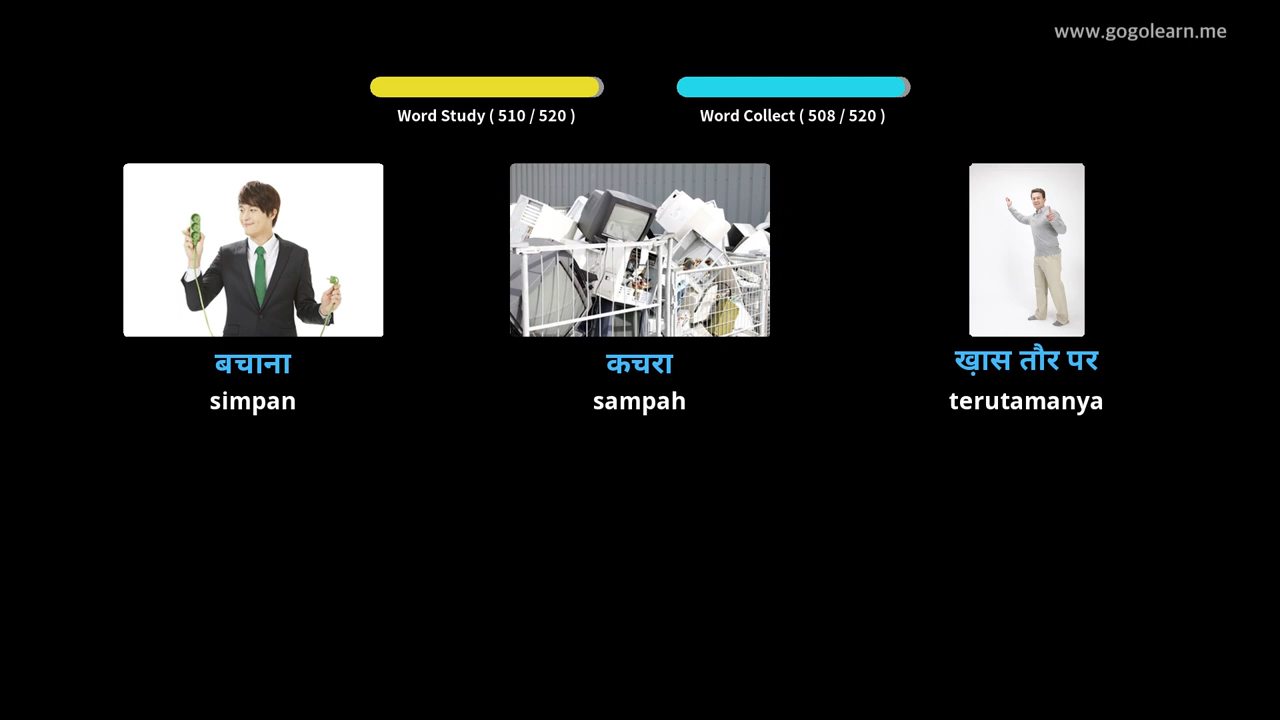 www.gogolearn.me
Word Study ( 510 / 520 )
Word Collect ( 508 / 520 )
बचाना
simpan
कचरा
sampah
ख़ास तौर पर
terutamanya